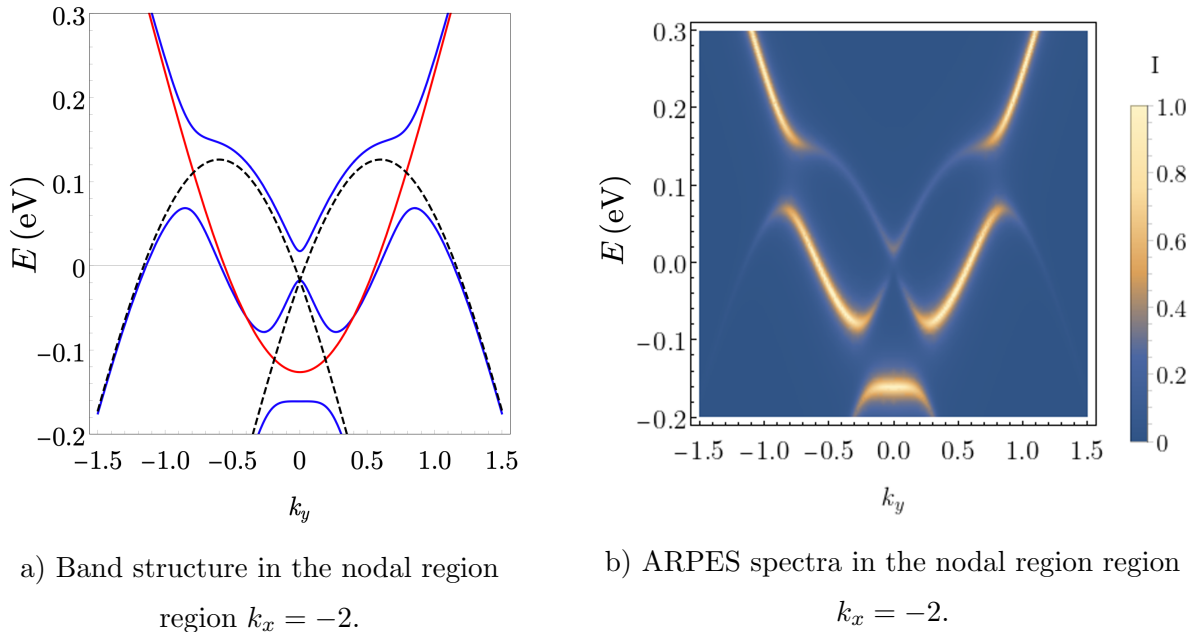 0.3
0.2
0.1
0
−0.1
−0.2
E (eV)
−1.5 −1.0 −0.5 0 0.5 1.0 1.5
k_y
a) Band structure in the nodal region
region k_x = −2.
0.3
0.2
0.1
0.0
−0.1
−0.2
E (eV)
−1.5 −1.0 −0.5 0.0 0.5 1.0 1.5
k_y
I
1.0
0.8
0.6
0.4
0.2
0
b) ARPES spectra in the nodal region region
k_x = −2.